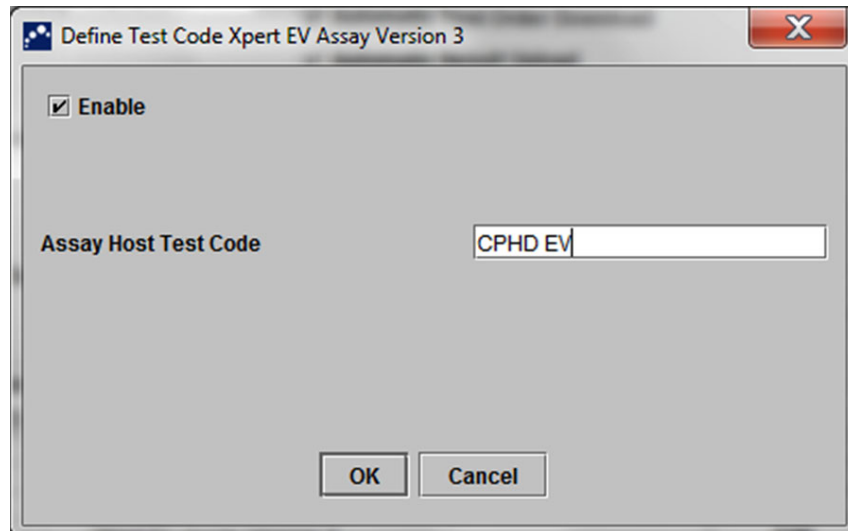 Define Test Code Xpert EV Assay Version 3
Enable
Assay Host Test Code
CPHD EV
OK
Cancel